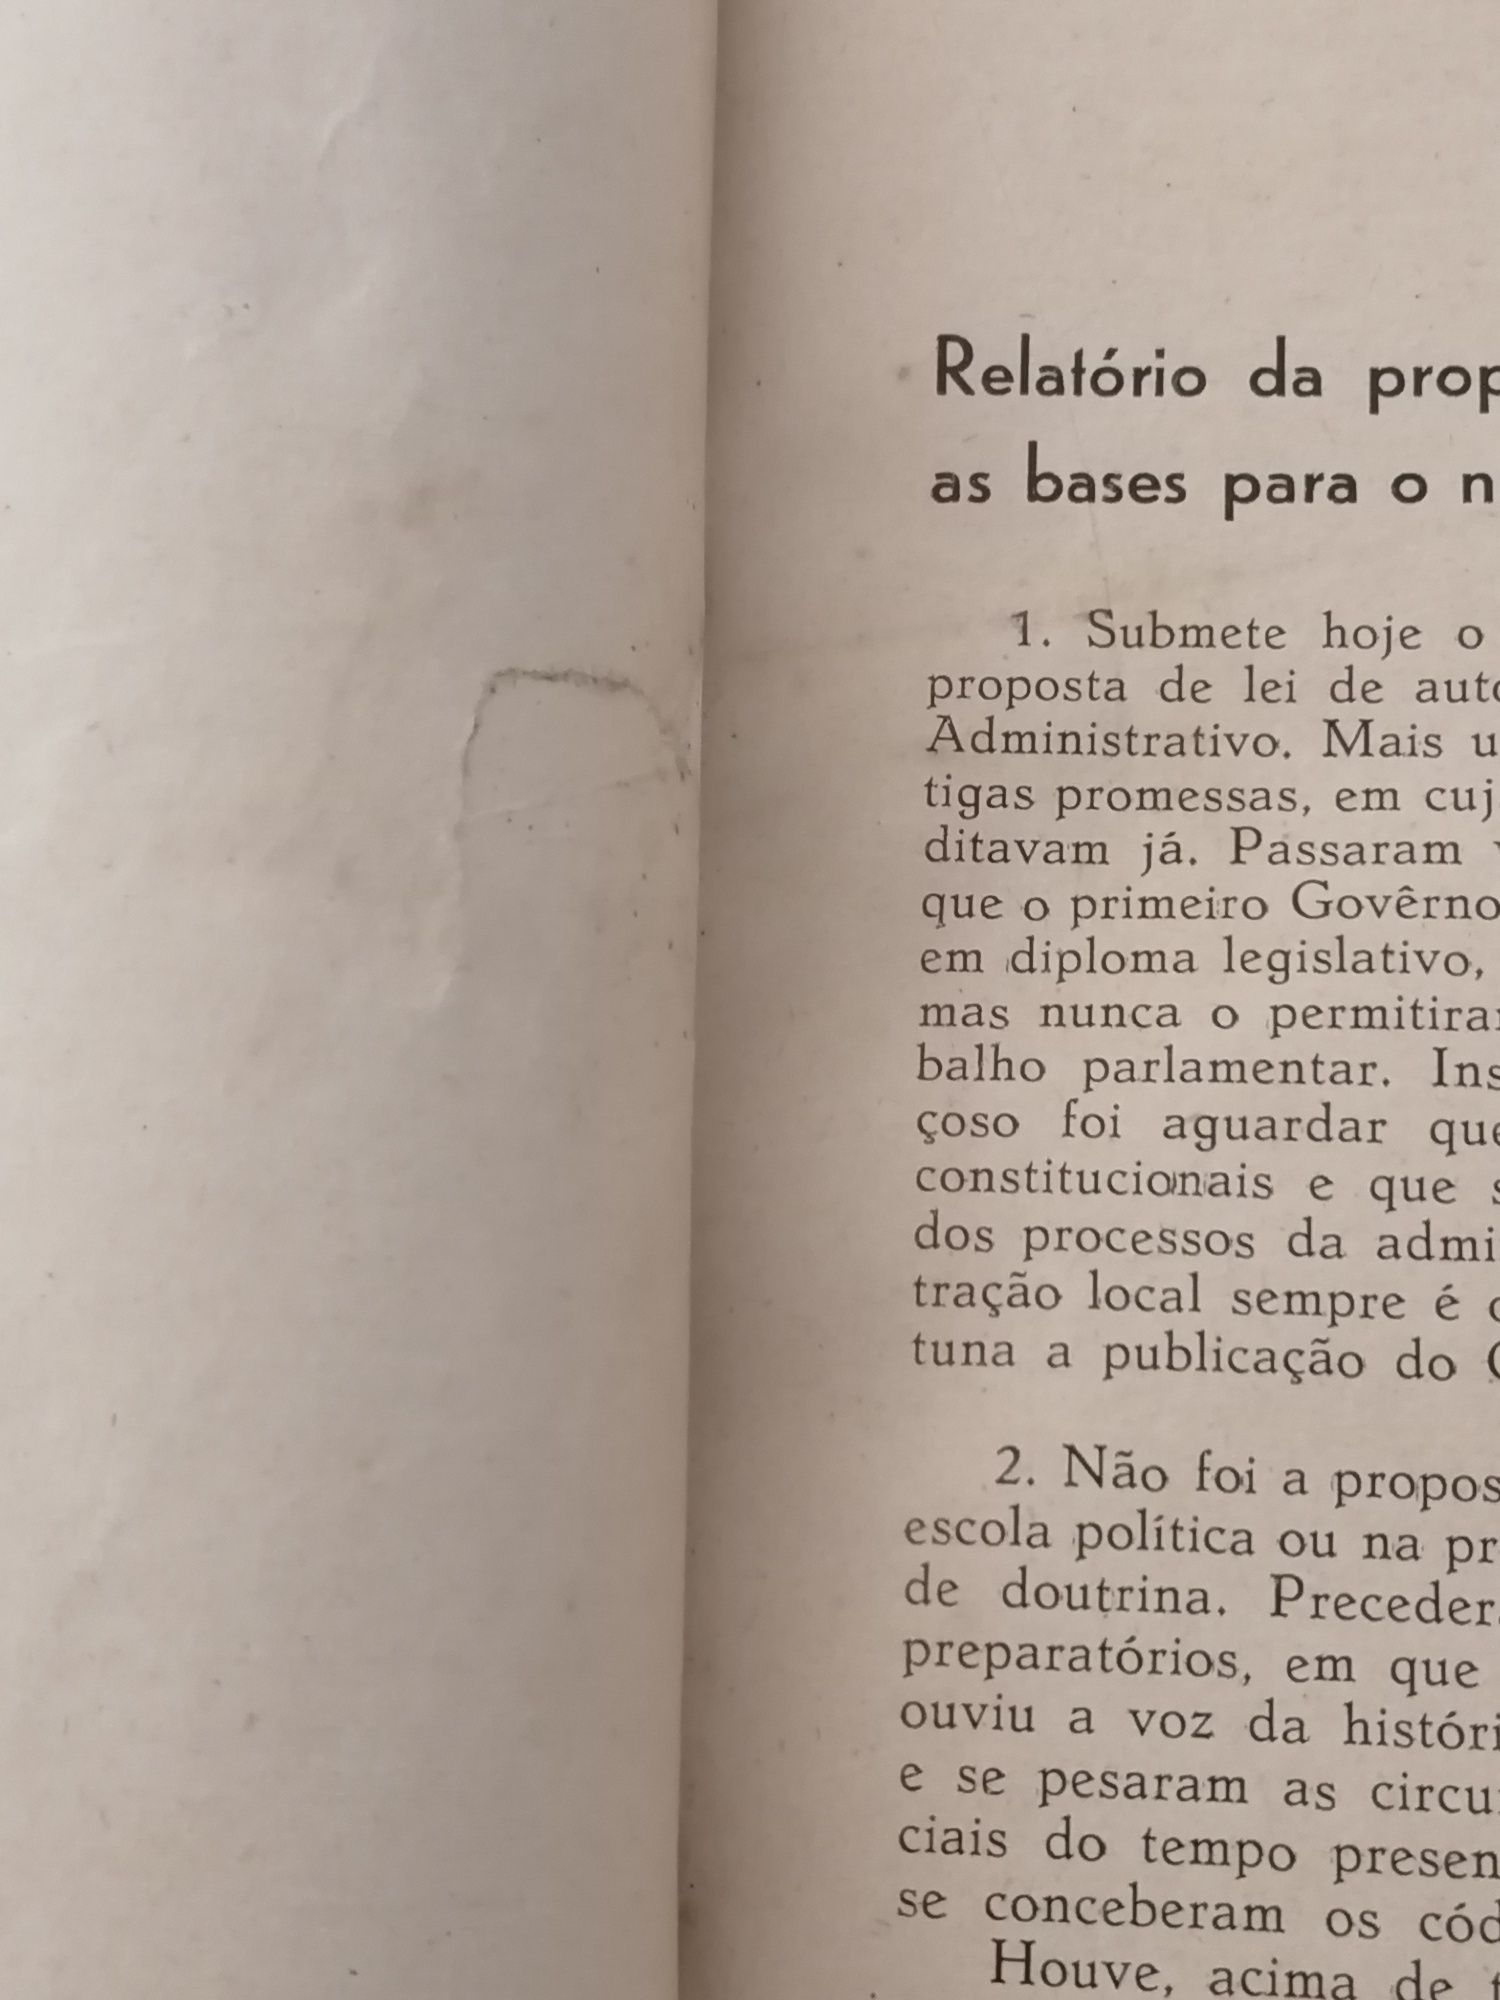 Relatório da prop
as bases para o n
1. Submete hoje o
proposta de lei de auto
Administrativo. Mais u
tigas promessas, em cuj
ditavam já. Passaram
que o primeiro Govêrno
em diploma legislativo,
mas nunca o permitira
balho parlamentar. Ins
çoso foi aguardar que
constitucionais e que s
dos processos da admi
tração local sempre é
tuna a publicação do C
2. Não foi a propos
escola política ou na pr
de doutrina. Preceder
preparatórios, em que
ouviu a voz da históri
e se pesaram as circu
ciais do tempo presen
se conceberam os cód
Houve, acima de t